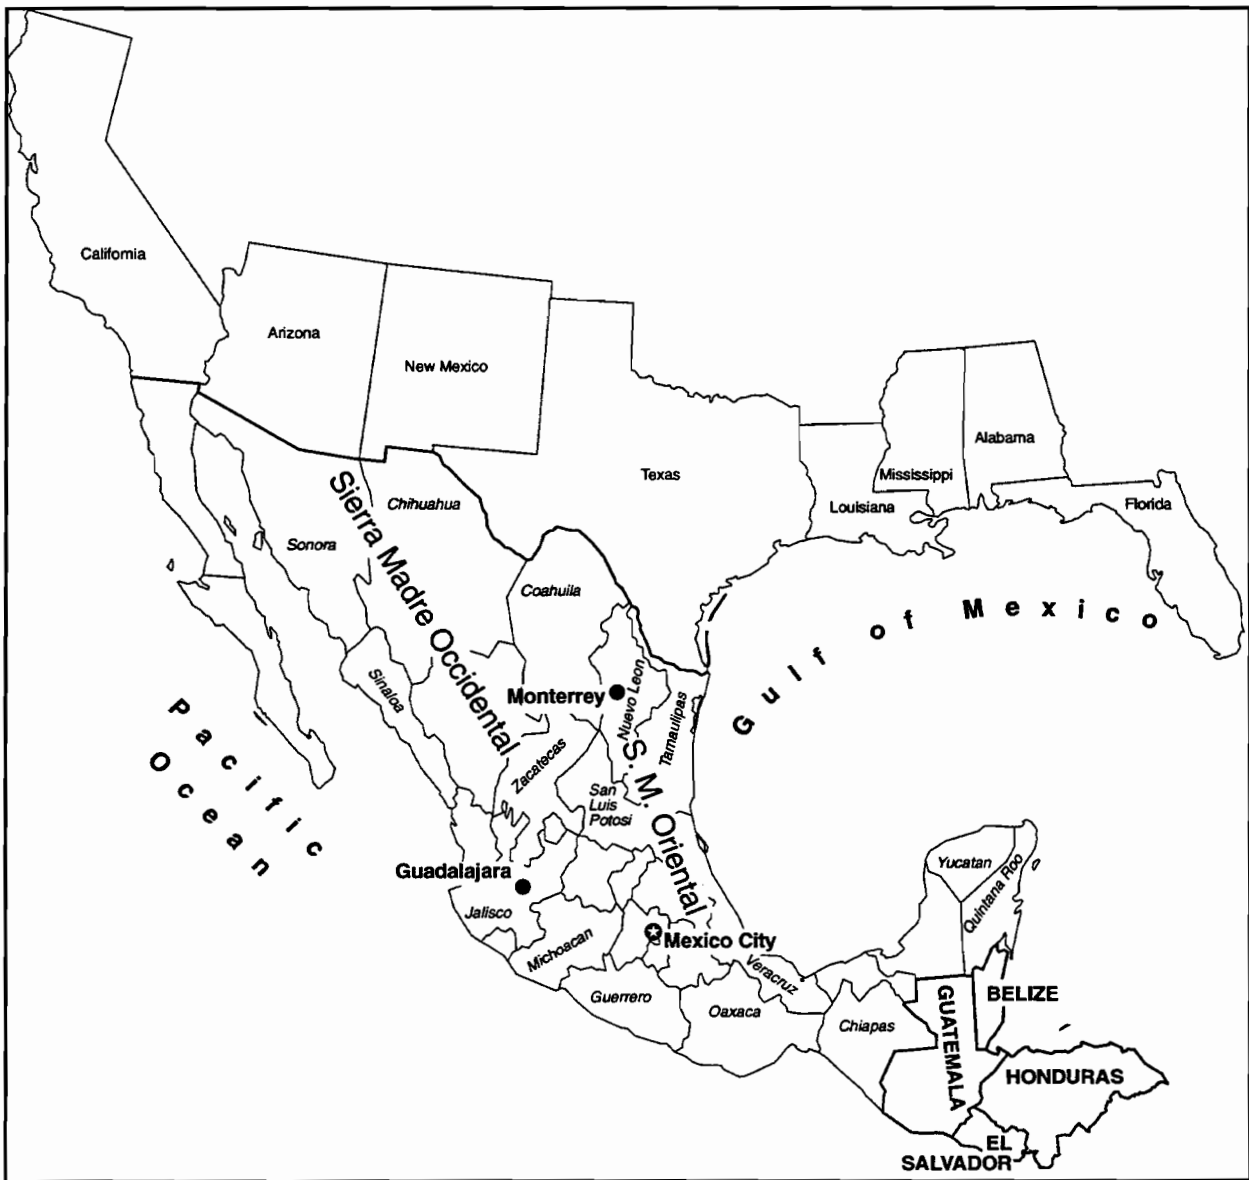 California
Arizona
New Mexico
Texas
Alabama
Mississippi
Louisiana
Florida
Chihuahua
Sonora
Sierra Madre Occidental
Coahuila
Gulf of Mexico
Sinaloa
Monterrey
Nuevo Leon
Tamaulipas
Pacific
Ocean
Zacatecas
San
Luis
Potosi
S. M. Oriental
Guadalajara
Jalisco
Yucatan
Quintana Roo
Mexico City
Michoacan
Veracruz
Guerrero
Oaxaca
Chiapas
BELIZE
GUATEMALA
HONDURAS
EL
SALVADOR